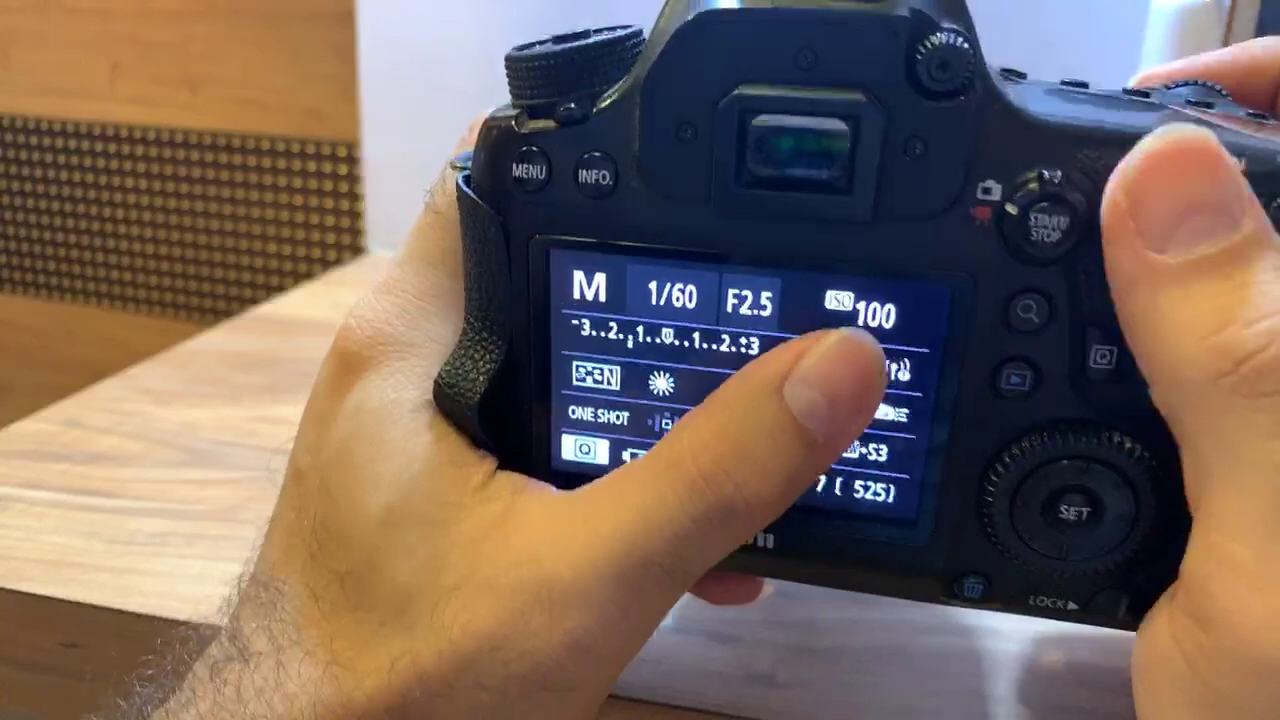 MENU
INFO.
START/
STOP
M 1/60 F2.5 ISO 100
-3..2..1..0..1..2.:+3
N
ONE SHOT
Q
S3
7 [ 525]
Q
SET
LOCK▶